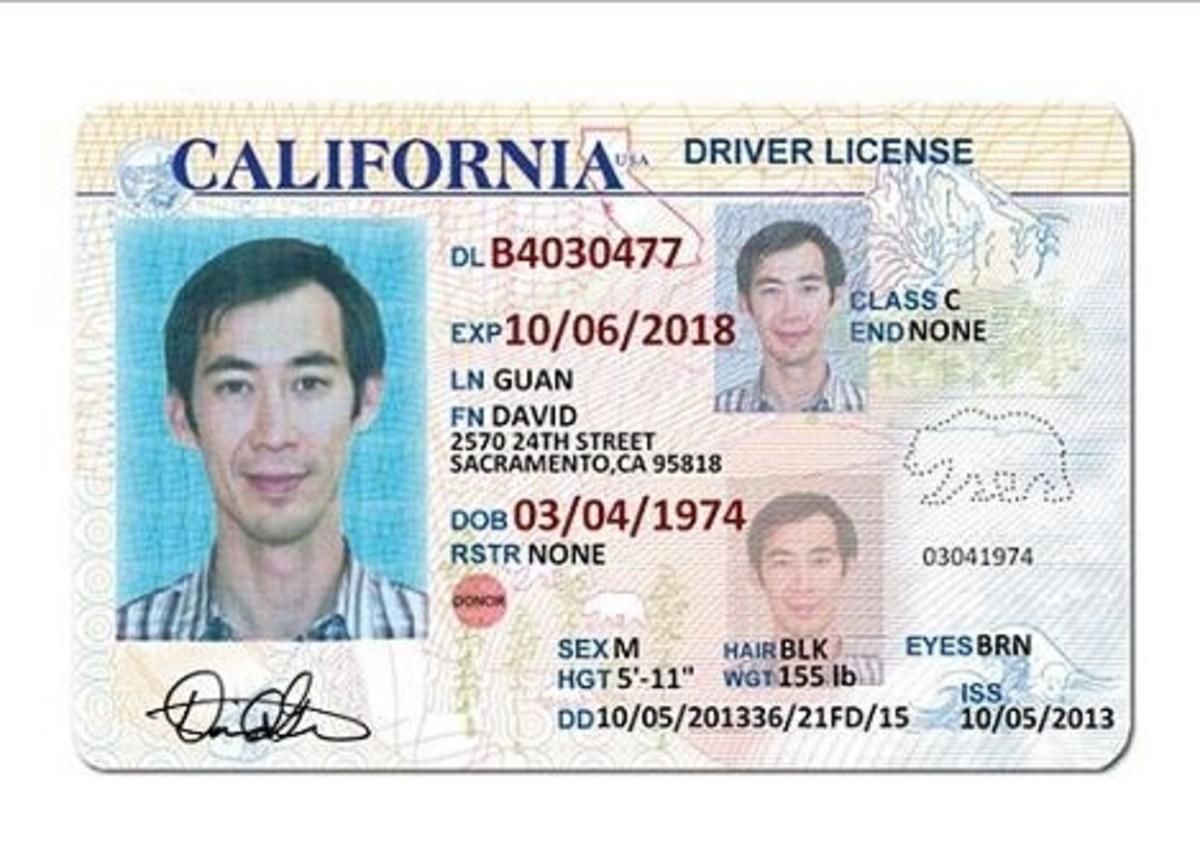 CALIFORNIA USA DRIVER LICENSE
DL B4030477
CLASS C
EXP 10/06/2018
END NONE
LN GUAN
FN DAVID
2570 24TH STREET
SACRAMENTO,CA 95818
DOB 03/04/1974
RSTR NONE
03041974
DONOR
SEX M HAIR BLK EYES BRN
HGT 5'-11" WGT 155 lb
ISS
DD 10/05/201336/21FD/15 10/05/2013